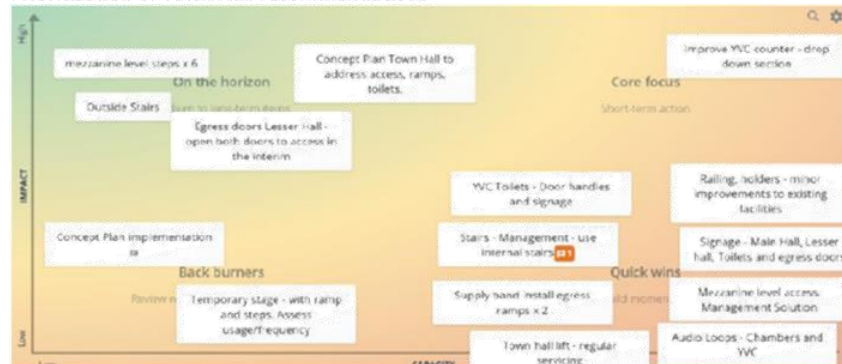 High
mezzanine level steps x 6
On the horizon
Outside Stairs
Egress doors Lesser Hall -
open both doors to access in
the interim
Concept Plan Town Hall to
address access, ramps,
toilets.
Improve YVC counter - drop
down section
Core focus
Short-term action
IMPACT
YVC Toilets - Door handles
and signage
Railing, holders - minor
improvements to existing
facilities
Concept Plan implementation
Stairs - Management - use
internal stairs
Signage - Male Hall, Lesser
hall, Toilets and egress doors
Back burners
Quick wins
Review
Temporary stage - with ramp
and steps. Assess
usage/frequency
Supply band install egress
ramps x 2
Mezzanine level access
Management Solution
Low
Town hall lift - regular
servicing
Audio Loops - Chambers and
YVC
CAPACITY